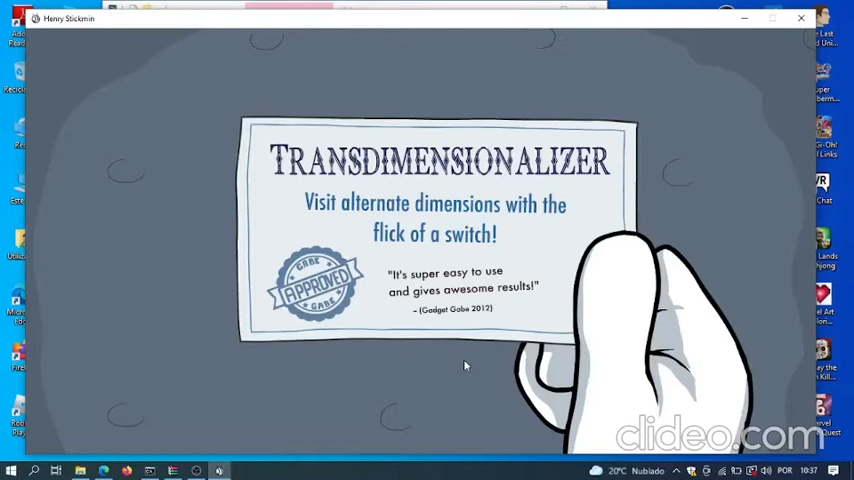 Henry Stickmin
TRANSDIMENSIONALIZER
Visit alternate dimensions with the
flick of a switch!
GABE
APPROVED
GABE
"It's super easy to use
and gives awesome results!"
– (Gadget Gabe 2012)
clideo.com
20°C Nublado
POR
10:37